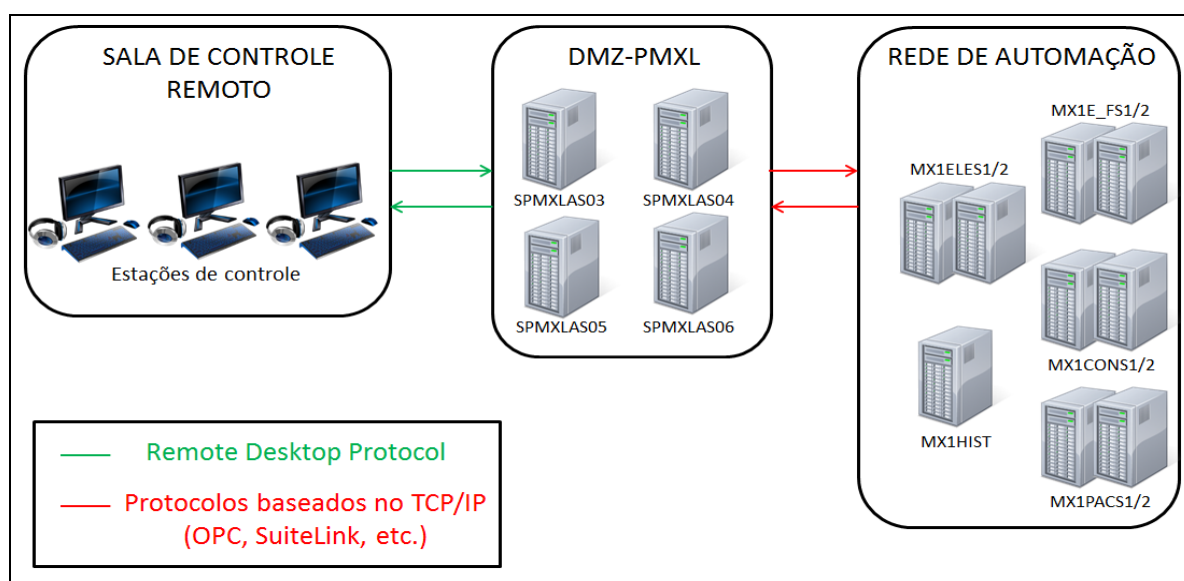 SALA DE CONTROLE
REMOTO
Estações de controle
DMZ-PMXL
SPMXLAS03
SPMXLAS04
SPMXLAS05
SPMXLAS06
REDE DE AUTOMAÇÃO
MX1E_FS1/2
MX1ELES1/2
MX1CONS1/2
MX1HIST
MX1PACS1/2
Remote Desktop Protocol
Protocolos baseados no TCP/IP
(OPC, SuiteLink, etc.)